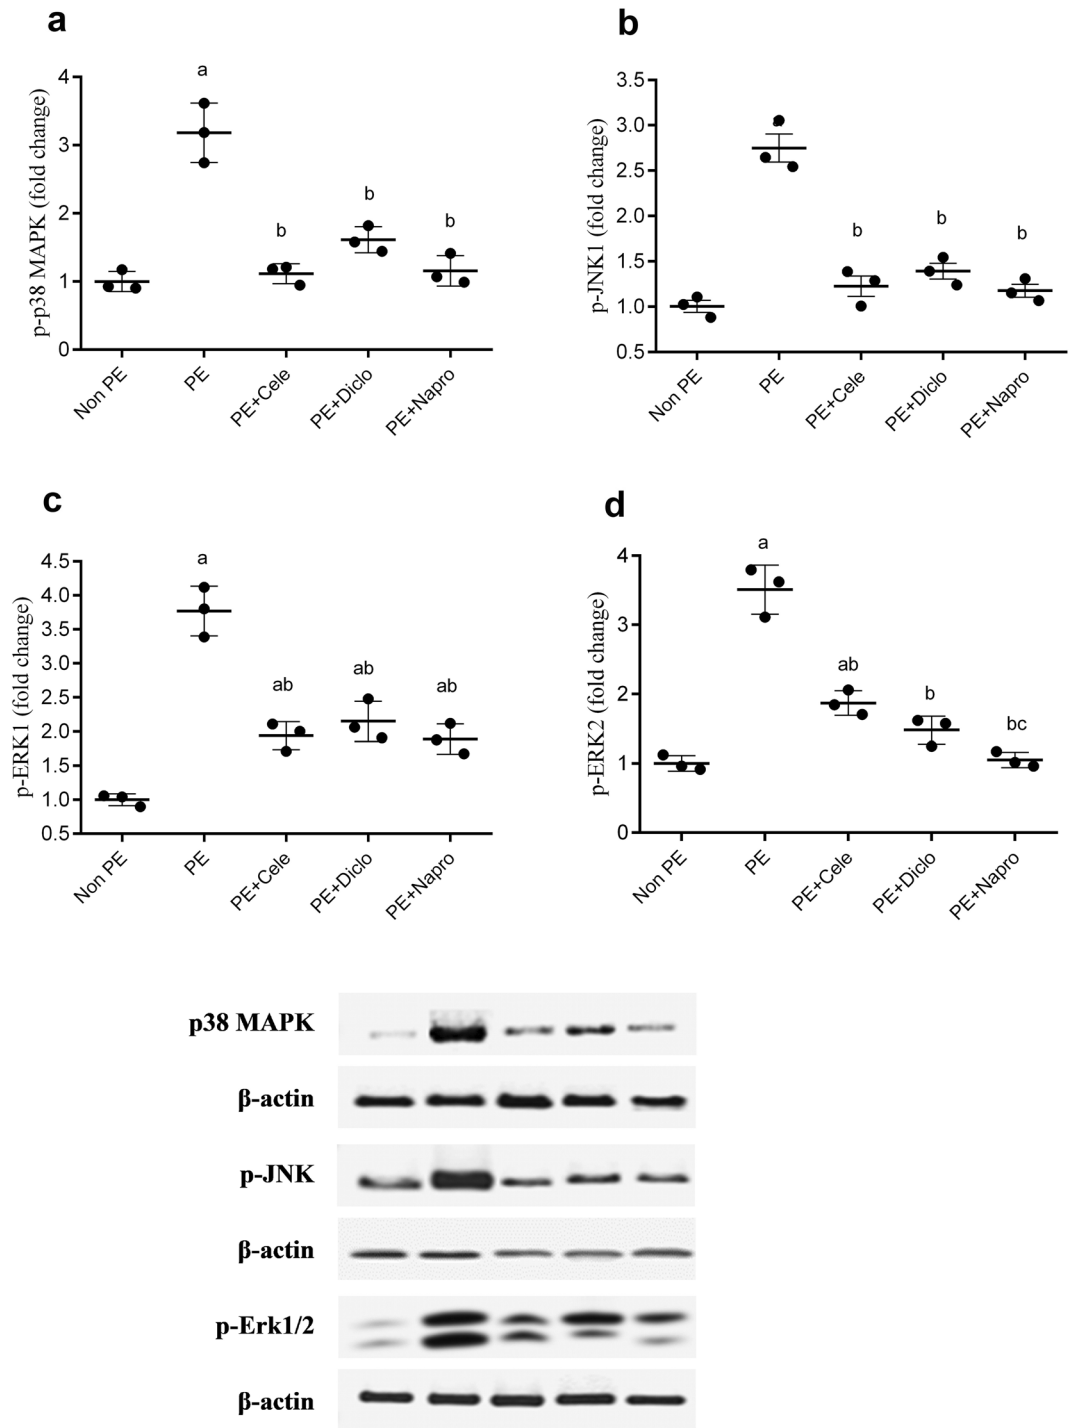 a
p-p38 MAPK (fold change)
4
3
2
1
0
a
b
b
b
Non PE
PE
PE+Cele
PE+Diclo
PE+Napro
b
p-JNK1 (fold change)
3.5
3.0
2.5
2.0
1.5
1.0
0.5
a
b
b
b
Non PE
PE
PE+Cele
PE+Diclo
PE+Napro
c
p-ERK1 (fold change)
4.5
4.0
3.5
3.0
2.5
2.0
1.5
1.0
0.5
a
ab
ab
ab
Non PE
PE
PE+Cele
PE+Diclo
PE+Napro
d
p-ERK2 (fold change)
4
3
2
1
0
a
ab
b
bc
Non PE
PE
PE+Cele
PE+Diclo
PE+Napro
p38 MAPK
β-actin
p-JNK
β-actin
p-Erk1/2
β-actin